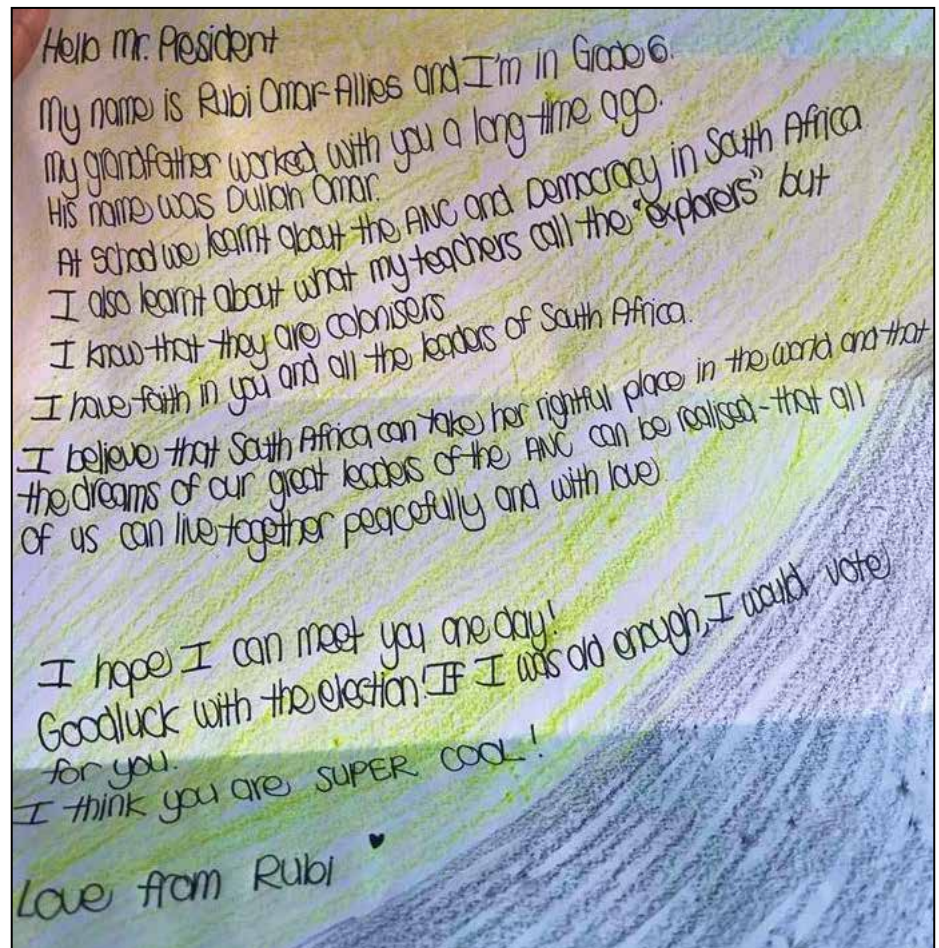 Hello Mr. President
My name is Rubi Omar-Allies and I'm in Grade 6.
My grandfather worked with you a long time ago.
His name was Dullah Omar.
At school we learnt about the ANC and Democracy in South Africa
I also learnt about what my teachers call the "explorers" but
I know that they are colonisers
I have faith in you and all the leaders of South Africa.
I believe that South Africa can take her rightful place in the world and that
the dreams of our great leaders of the ANC can be realised - that all
of us can live together peacefully and with love
I hope I can meet you one day!
Goodluck with the election! If I was old enough, I would vote
for you.
I think you are SUPER COOL!
Love from Rubi ♥